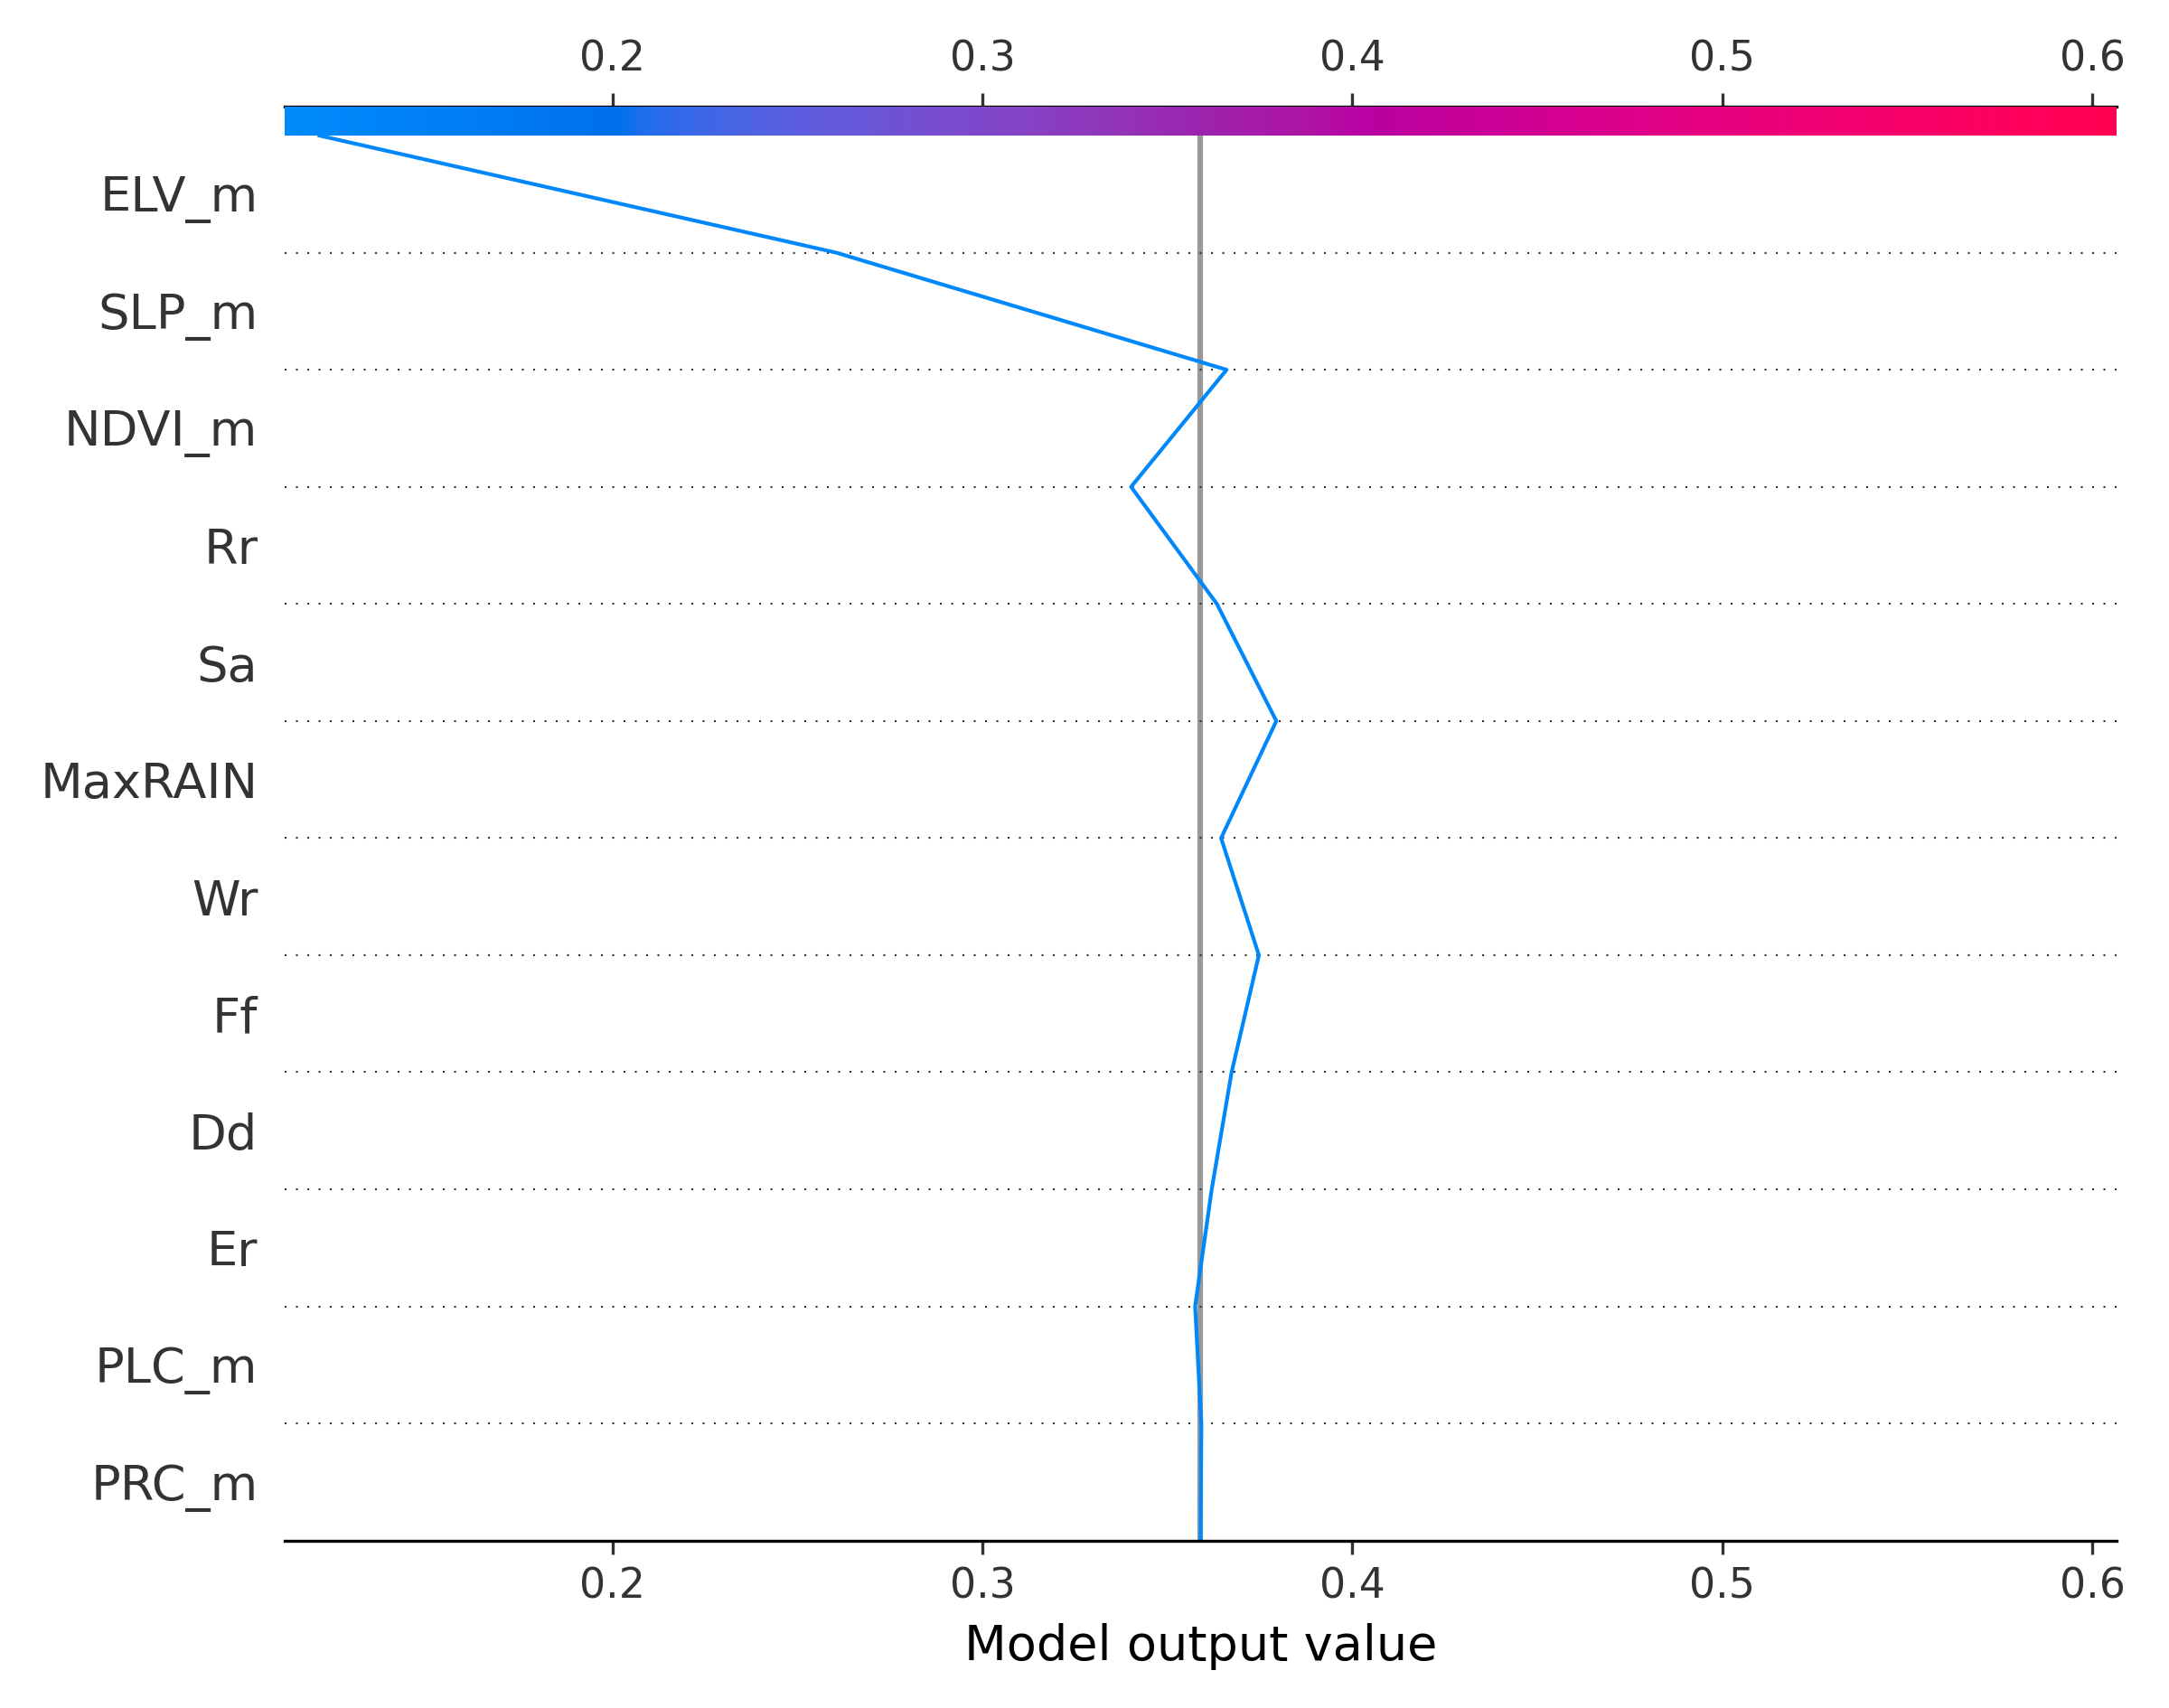 0.2 0.3 0.4 0.5 0.6
ELV_m
SLP_m
NDVI_m
Rr
Sa
MaxRAIN
Wr
Ff
Dd
Er
PLC_m
PRC_m
0.2 0.3 0.4 0.5 0.6
Model output value